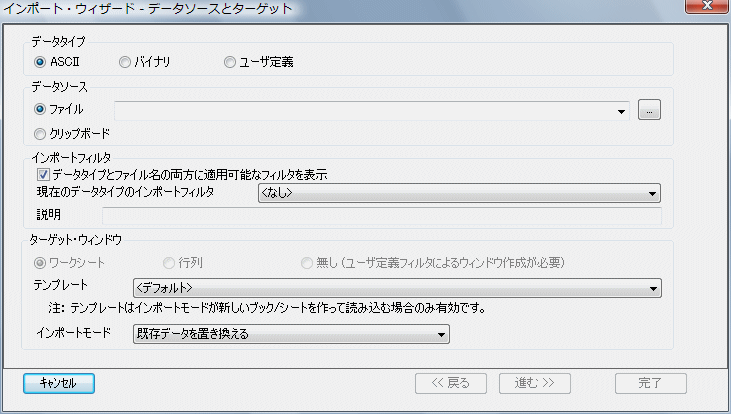 インポート・ウィザード - データソースとターゲット
データタイプ
ASCII バイナリ ユーザ定義
データソース
ファイル ...
クリップボード
インポートフィルタ
データタイプとファイル名の両方に適用可能なフィルタを表示
現在のデータタイプのインポートフィルタ <なし>
説明
ターゲット・ウィンドウ
ワークシート 行列 無し(ユーザ定義フィルタによるウィンドウ作成が必要)
テンプレート <デフォルト>
注: テンプレートはインポートモードが新しいブック/シートを作って読み込む場合のみ有効です。
インポートモード 既存データを置き換える
キャンセル << 戻る 進む >> 完了